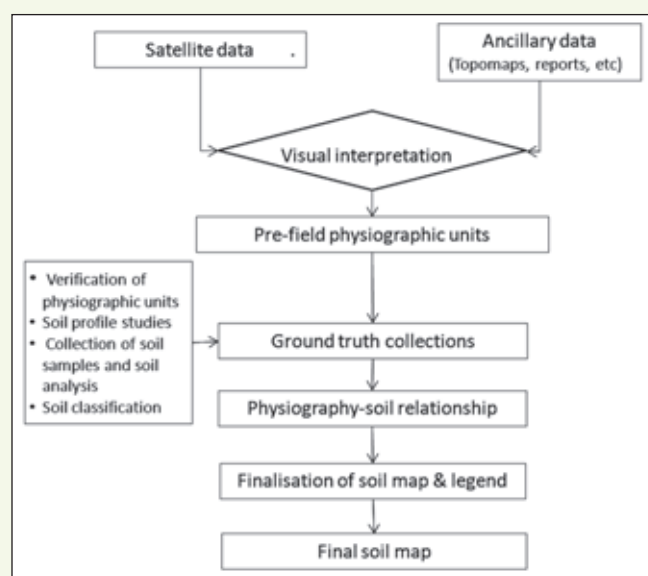 Satellite data .
Ancillary data
(Topomaps, reports, etc)
Visual interpretation
Pre-field physiographic units
• Verification of
physiographic units
• Soil profile studies
• Collection of soil
samples and soil
analysis
• Soil classification
Ground truth collections
Physiography-soil relationship
Finalisation of soil map & legend
Final soil map